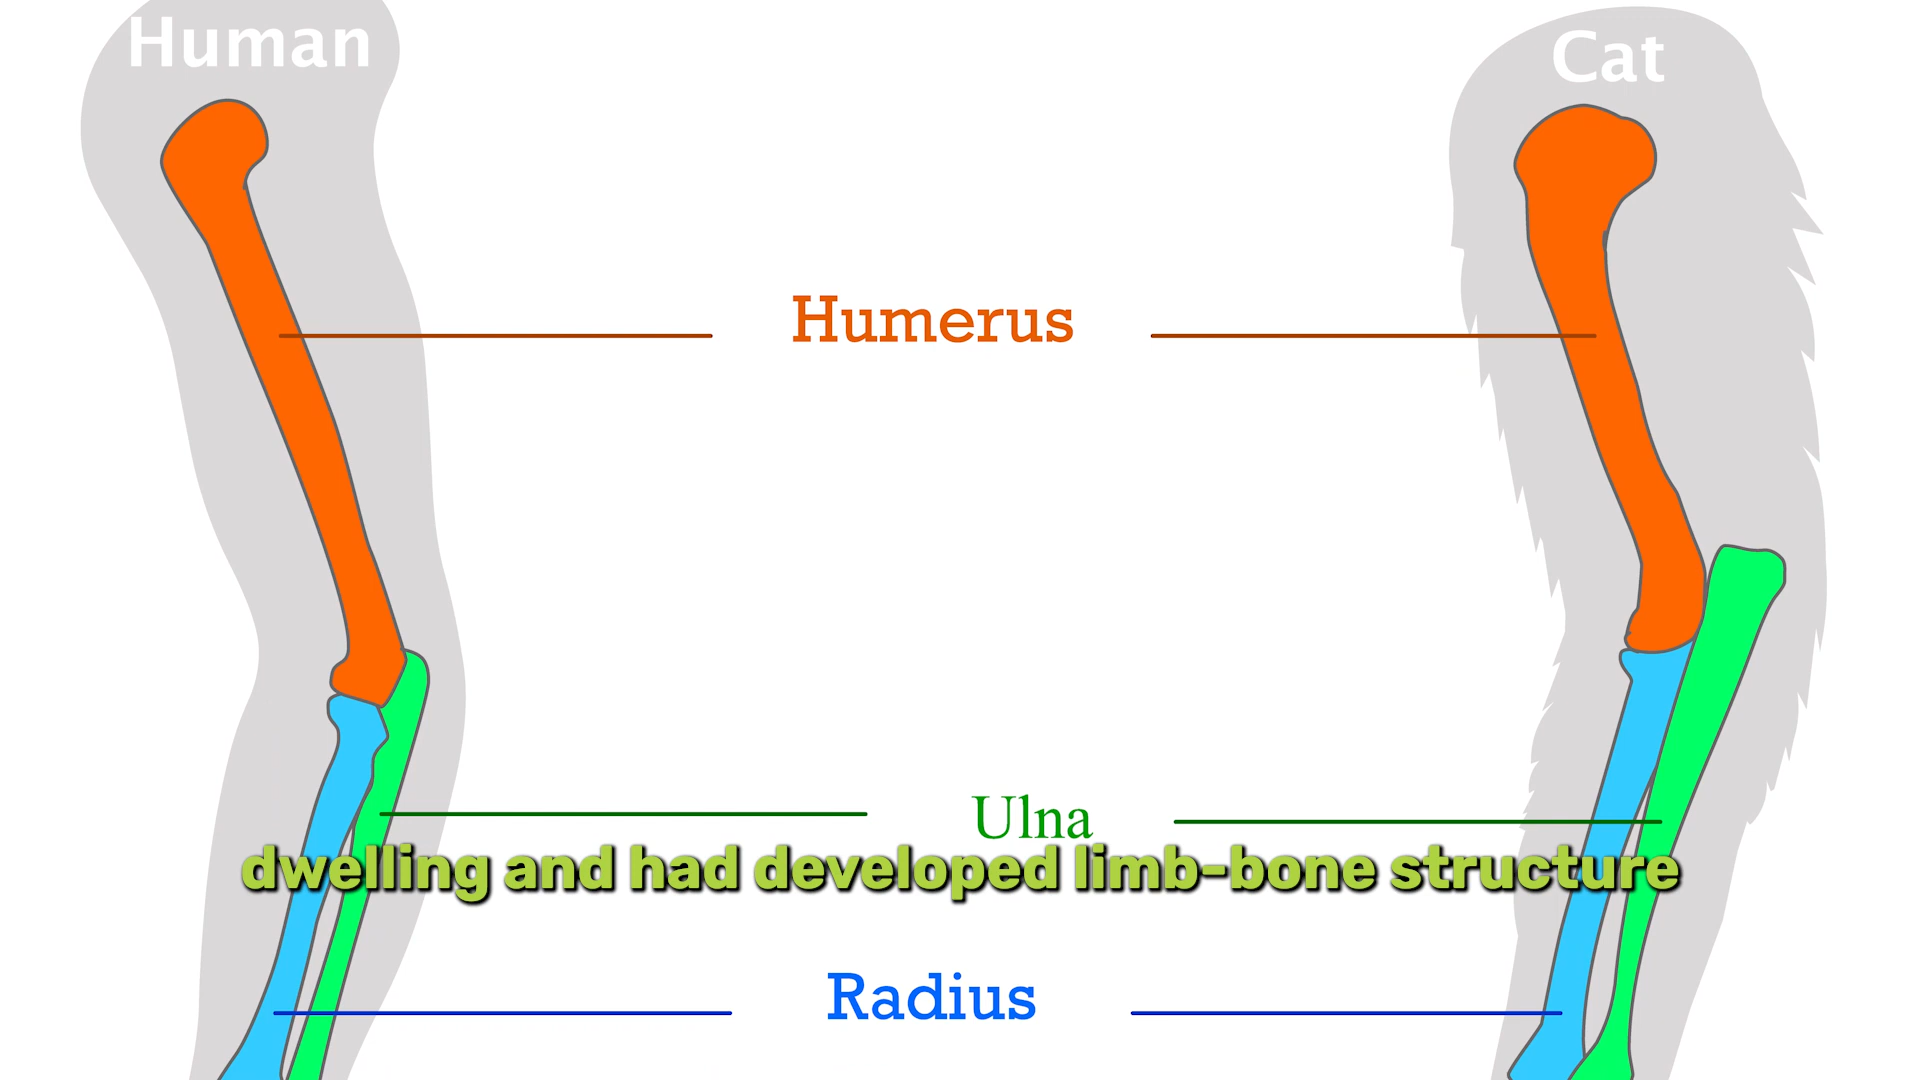 Human
Cat
Humerus
Ulna
dwelling and had developed limb-bone structure
Radius